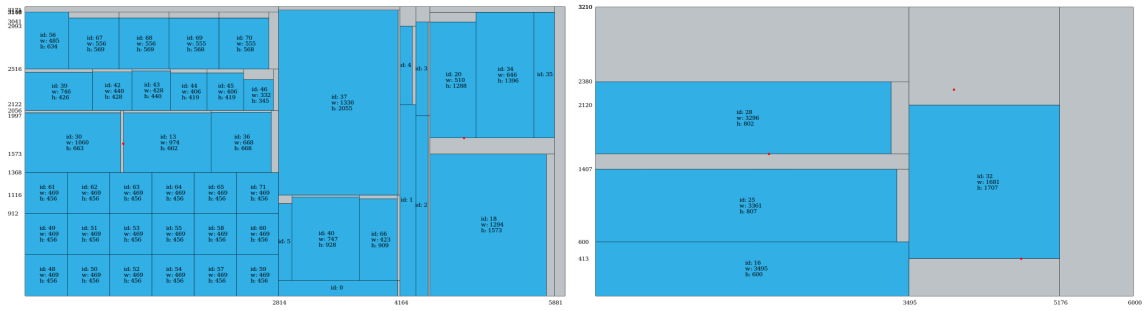 3041
2903
2516
2122
2056
1997
1573
1368
1116
912
id: 56
w: 485
h: 634
id: 67
w: 556
h: 569
id: 68
w: 556
h: 569
id: 69
w: 555
h: 568
id: 70
w: 555
h: 568
id: 39
w: 746
h: 426
id: 42
w: 440
h: 428
id: 43
w: 428
h: 440
id: 44
w: 406
h: 419
id: 45
w: 406
h: 419
id: 46
w: 332
h: 345
id: 30
w: 1060
h: 663
id: 13
w: 974
h: 662
id: 36
w: 668
h: 668
id: 61
w: 469
h: 456
id: 62
w: 469
h: 456
id: 63
w: 469
h: 456
id: 64
w: 469
h: 456
id: 65
w: 469
h: 456
id: 71
w: 469
h: 456
id: 49
w: 469
h: 456
id: 51
w: 469
h: 456
id: 53
w: 469
h: 456
id: 55
w: 469
h: 456
id: 58
w: 469
h: 456
id: 60
w: 469
h: 456
id: 48
w: 469
h: 456
id: 50
w: 469
h: 456
id: 52
w: 469
h: 456
id: 54
w: 469
h: 456
id: 57
w: 469
h: 456
id: 59
w: 469
h: 456
id: 37
w: 1330
h: 2055
id: 5
id: 40
w: 747
h: 928
id: 66
w: 423
h: 909
id: 0
id: 4
id: 3
id: 1
id: 2
id: 20
w: 510
h: 1288
id: 34
w: 646
h: 1396
id: 35
id: 18
w: 1294
h: 1573
2814
4164
5881
3210
2380
2120
1407
600
413
id: 28
w: 3296
h: 802
id: 25
w: 3361
h: 807
id: 16
w: 3495
h: 600
id: 32
w: 1681
h: 1707
3495
5176
6000